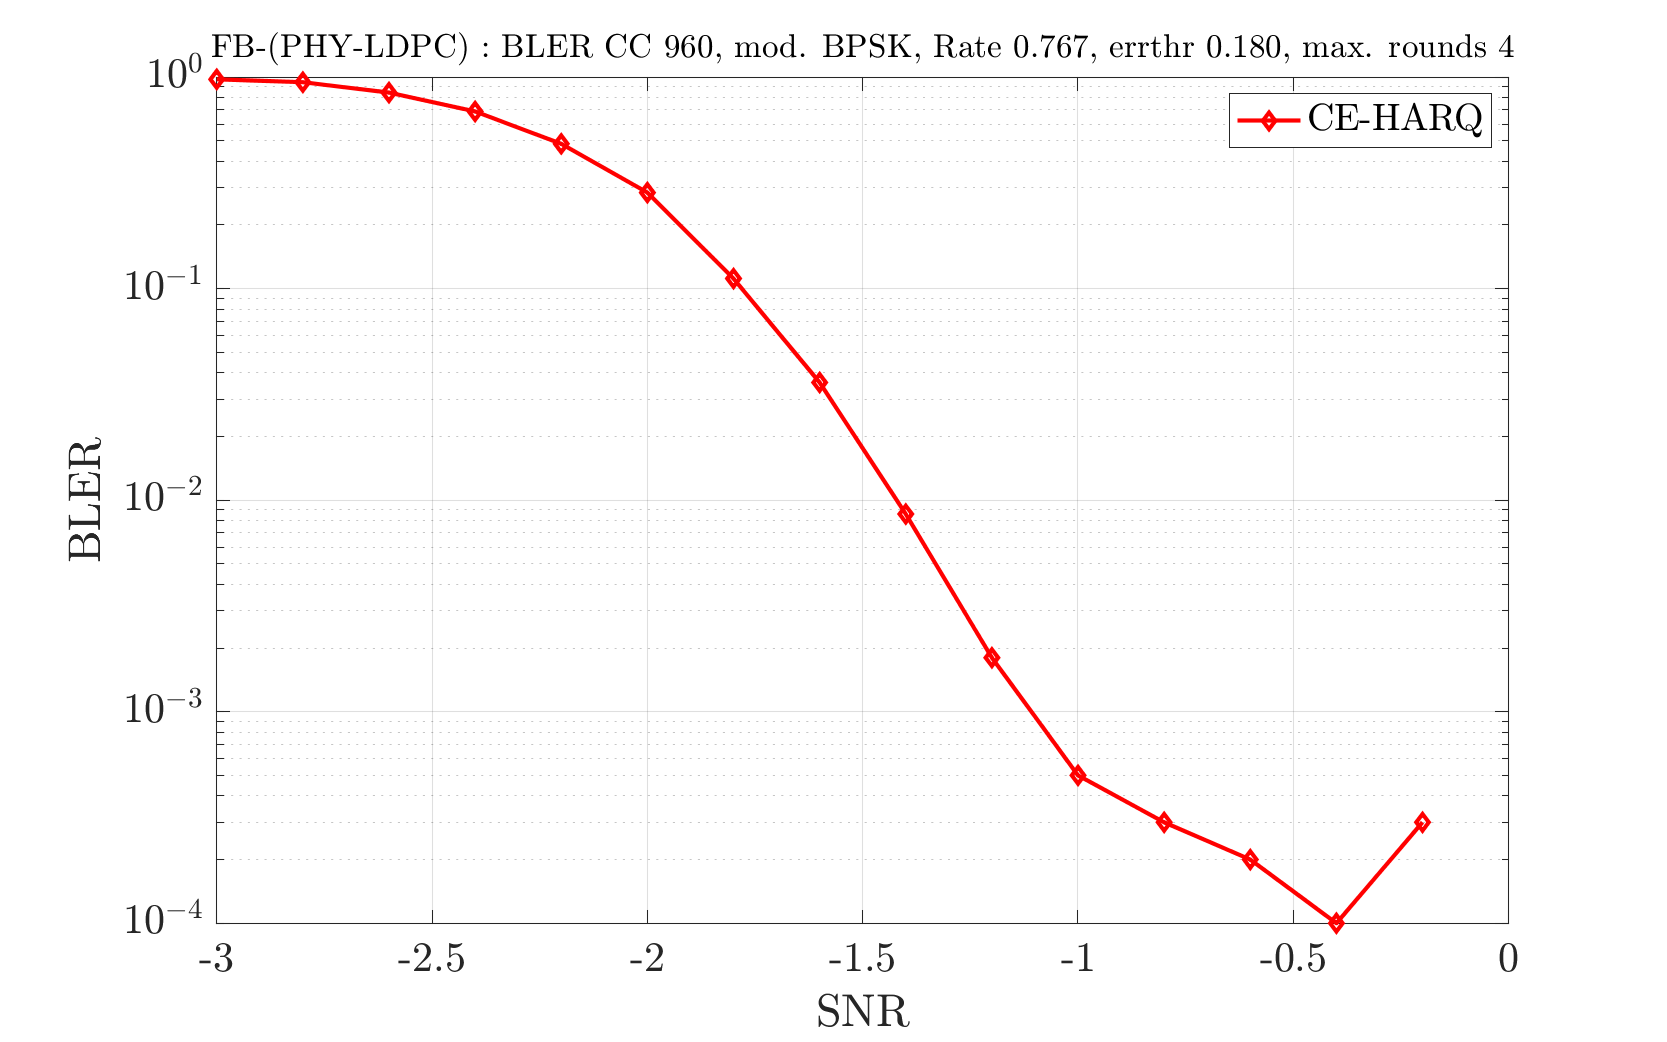 FB-(PHY-LDPC) : BLER CC 960, mod. BPSK, Rate 0.767, errthr 0.180, max. rounds 4
CE-HARQ
10⁰
10⁻¹
10⁻²
10⁻³
10⁻⁴
BLER
-3 -2.5 -2 -1.5 -1 -0.5 0
SNR